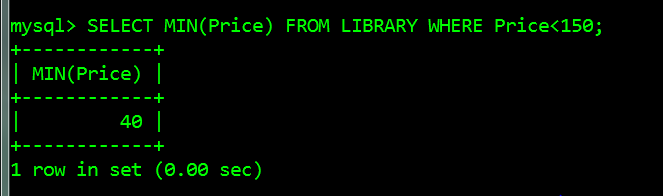 mysql> SELECT MIN(Price) FROM LIBRARY WHERE Price<150;
+------------+
| MIN(Price) |
+------------+
|         40 |
+------------+
1 row in set (0.00 sec)